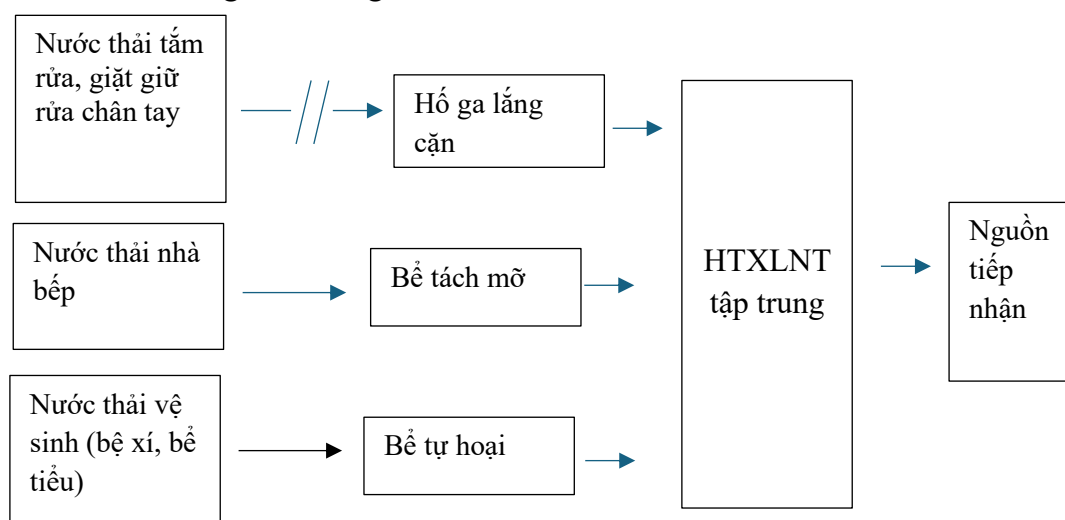 Nước thải tắm
rửa, giặt giữ
rửa chân tay
Hố ga lắng
cặn
Nước thải nhà
bếp
Bể tách mỡ
HTXLNT
tập trung
Nguồn
tiếp
nhận
Nước thải vệ
sinh (bệ xí, bể
tiểu)
Bể tự hoại